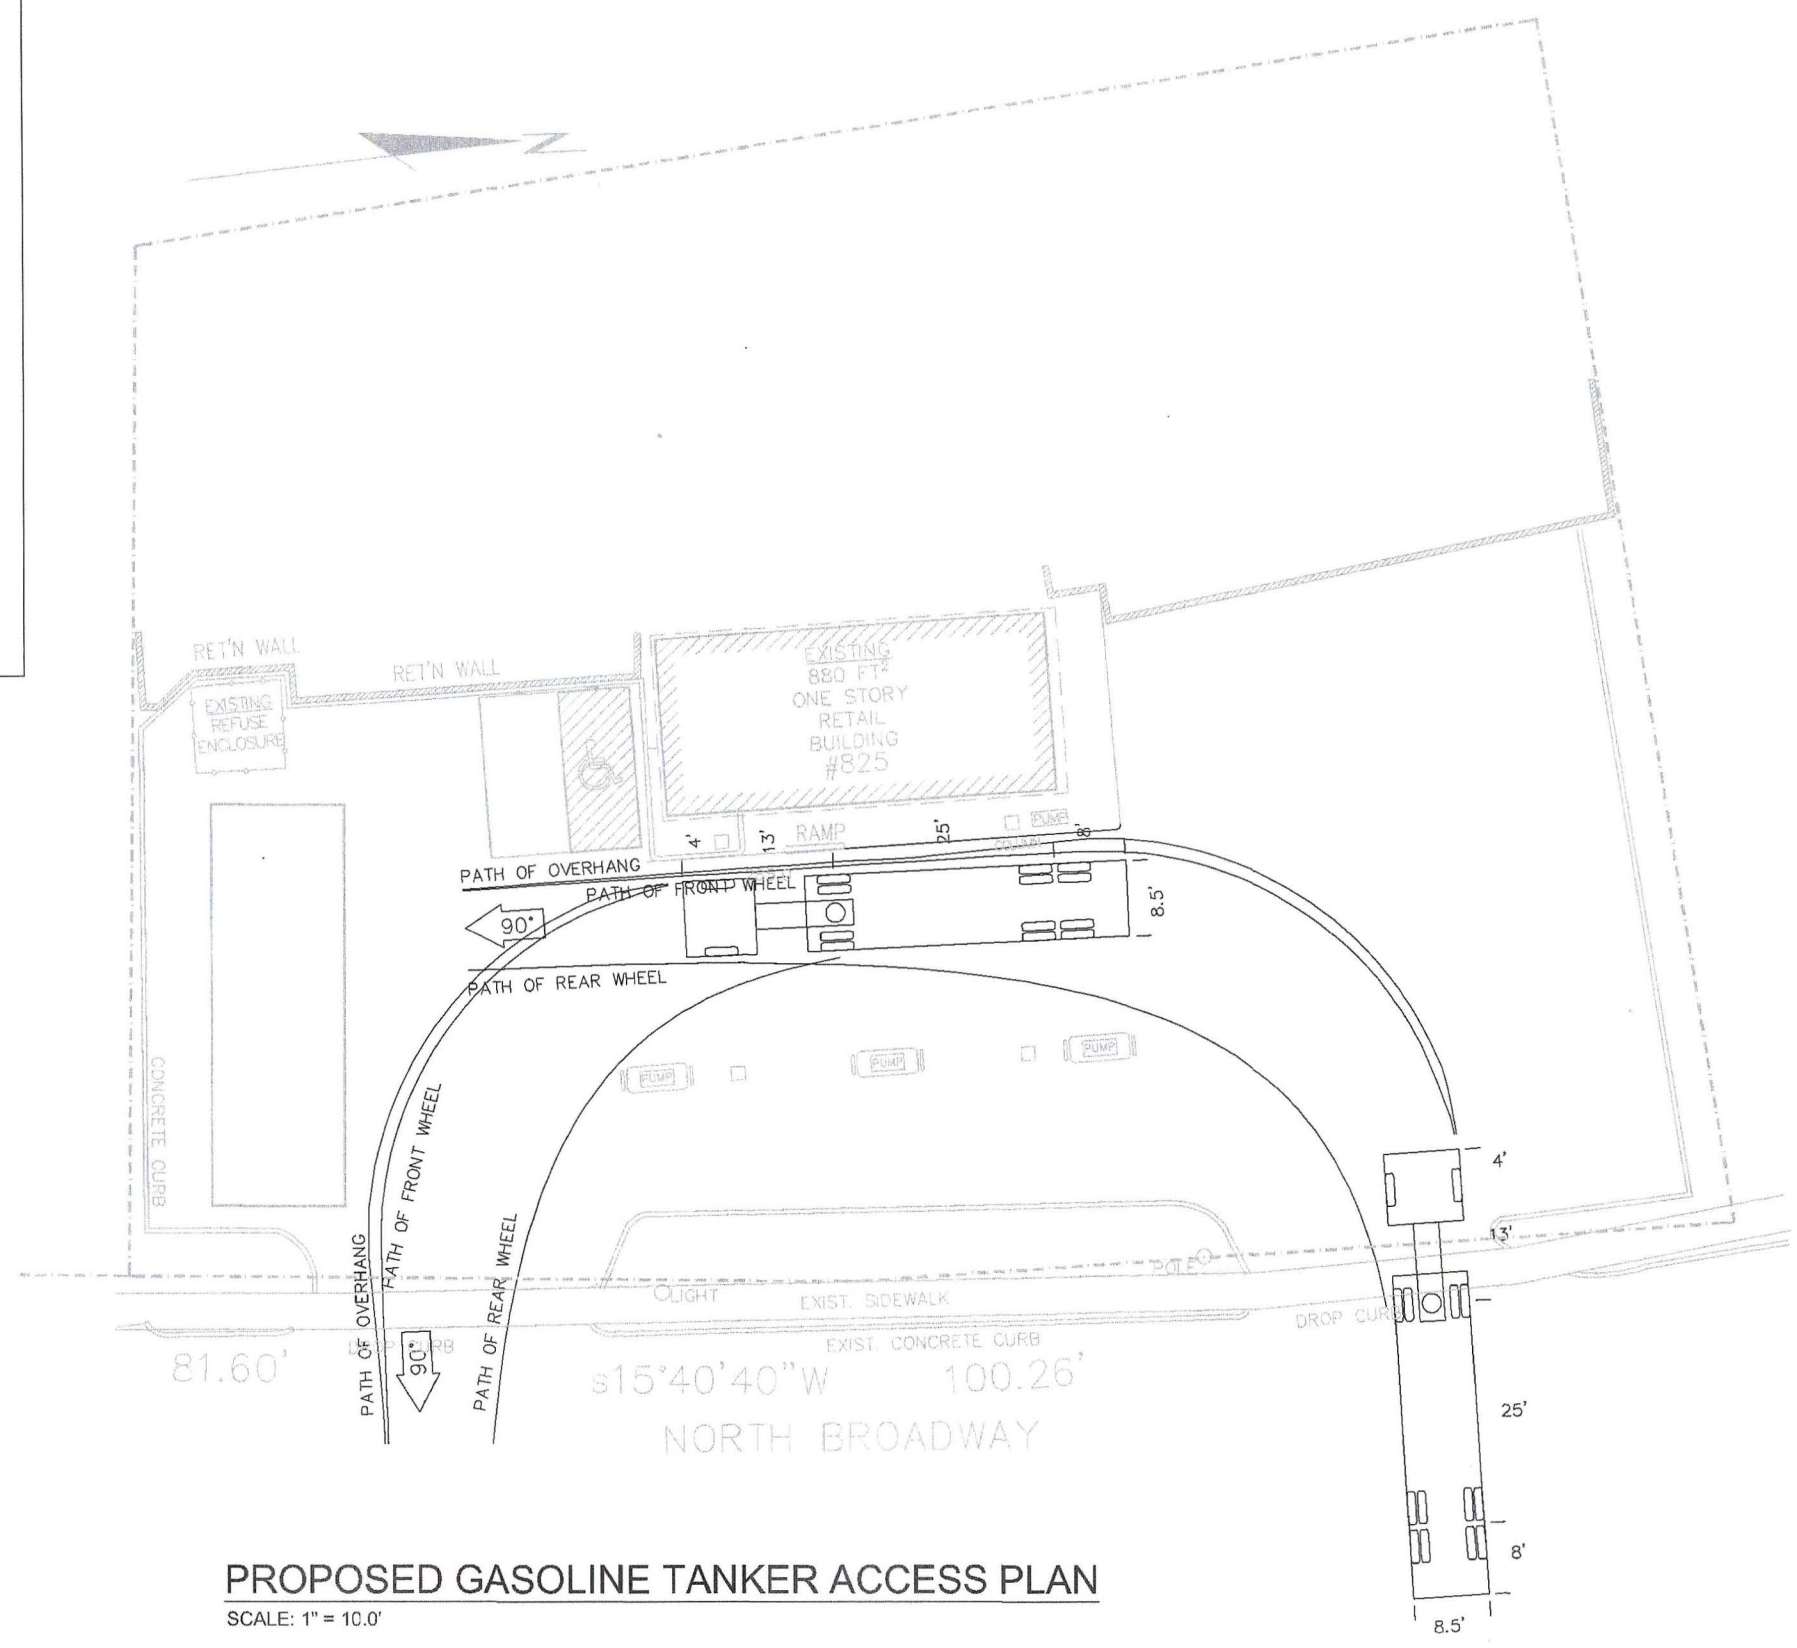 N
RET'N WALL
RET'N WALL
EXISTING
REFUSE
ENCLOSURE
EXISTING
880 FT²
ONE STORY
RETAIL
BUILDING
#825
PUMP
COLUMN
RAMP
4'
13'
25'
8'
PATH OF OVERHANG
PATH OF FRONT WHEEL
8.5'
90°
PATH OF REAR WHEEL
PUMP
PUMP
PUMP
CONCRETE CURB
PATH OF FRONT WHEEL
PATH OF OVERHANG
PATH OF REAR WHEEL
90°
4'
13'
25'
8'
8.5'
POLE
LIGHT
EXIST. SIDEWALK
DROP CURB
DROP CURB
EXIST. CONCRETE CURB
81.60'
s15°40'40"W
100.26'
NORTH BROADWAY
PROPOSED GASOLINE TANKER ACCESS PLAN
SCALE: 1" = 10.0'